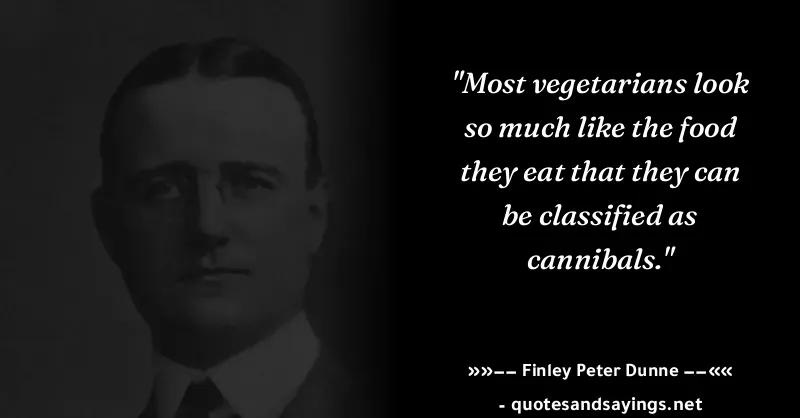 "Most vegetarians look
so much like the food
they eat that they can
be classified as
cannibals."
»»—— Finley Peter Dunne ——««
- quotesandsayings.net